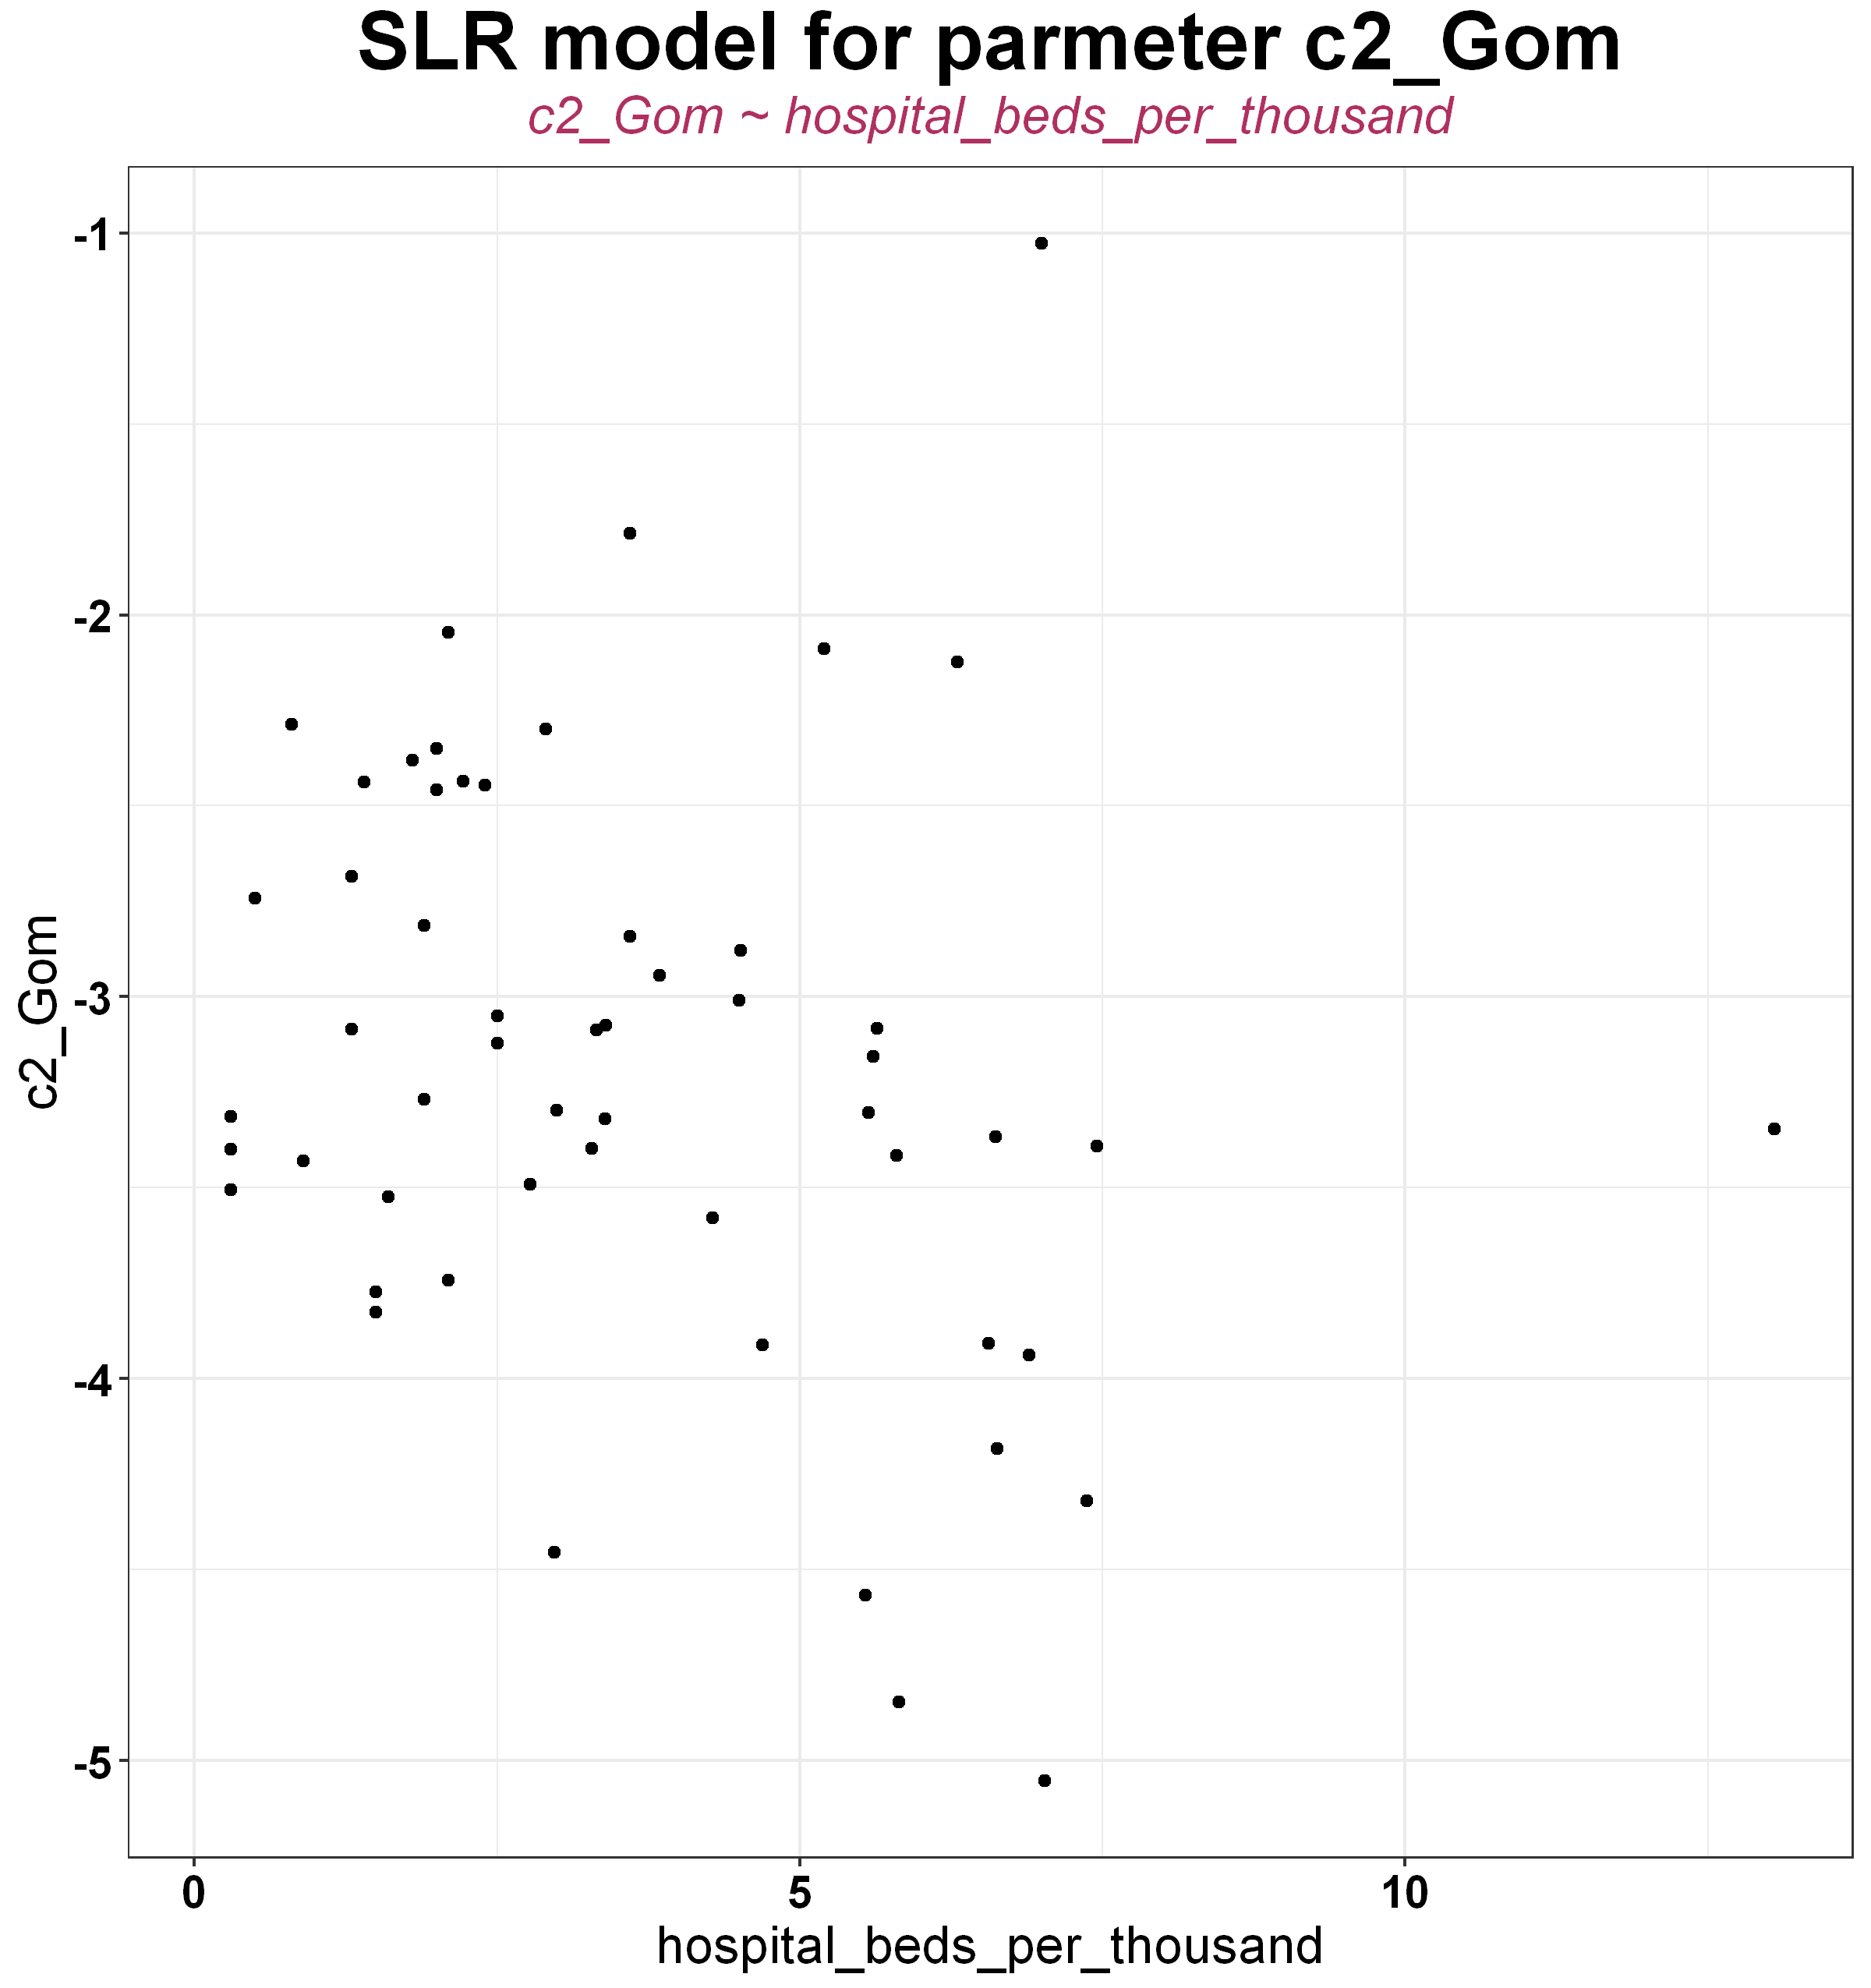 SLR model for parmeter c2_Gom
c2_Gom ~ hospital_beds_per_thousand
-1
-2
-3
-4
-5
c2_Gom
0
5
10
hospital_beds_per_thousand